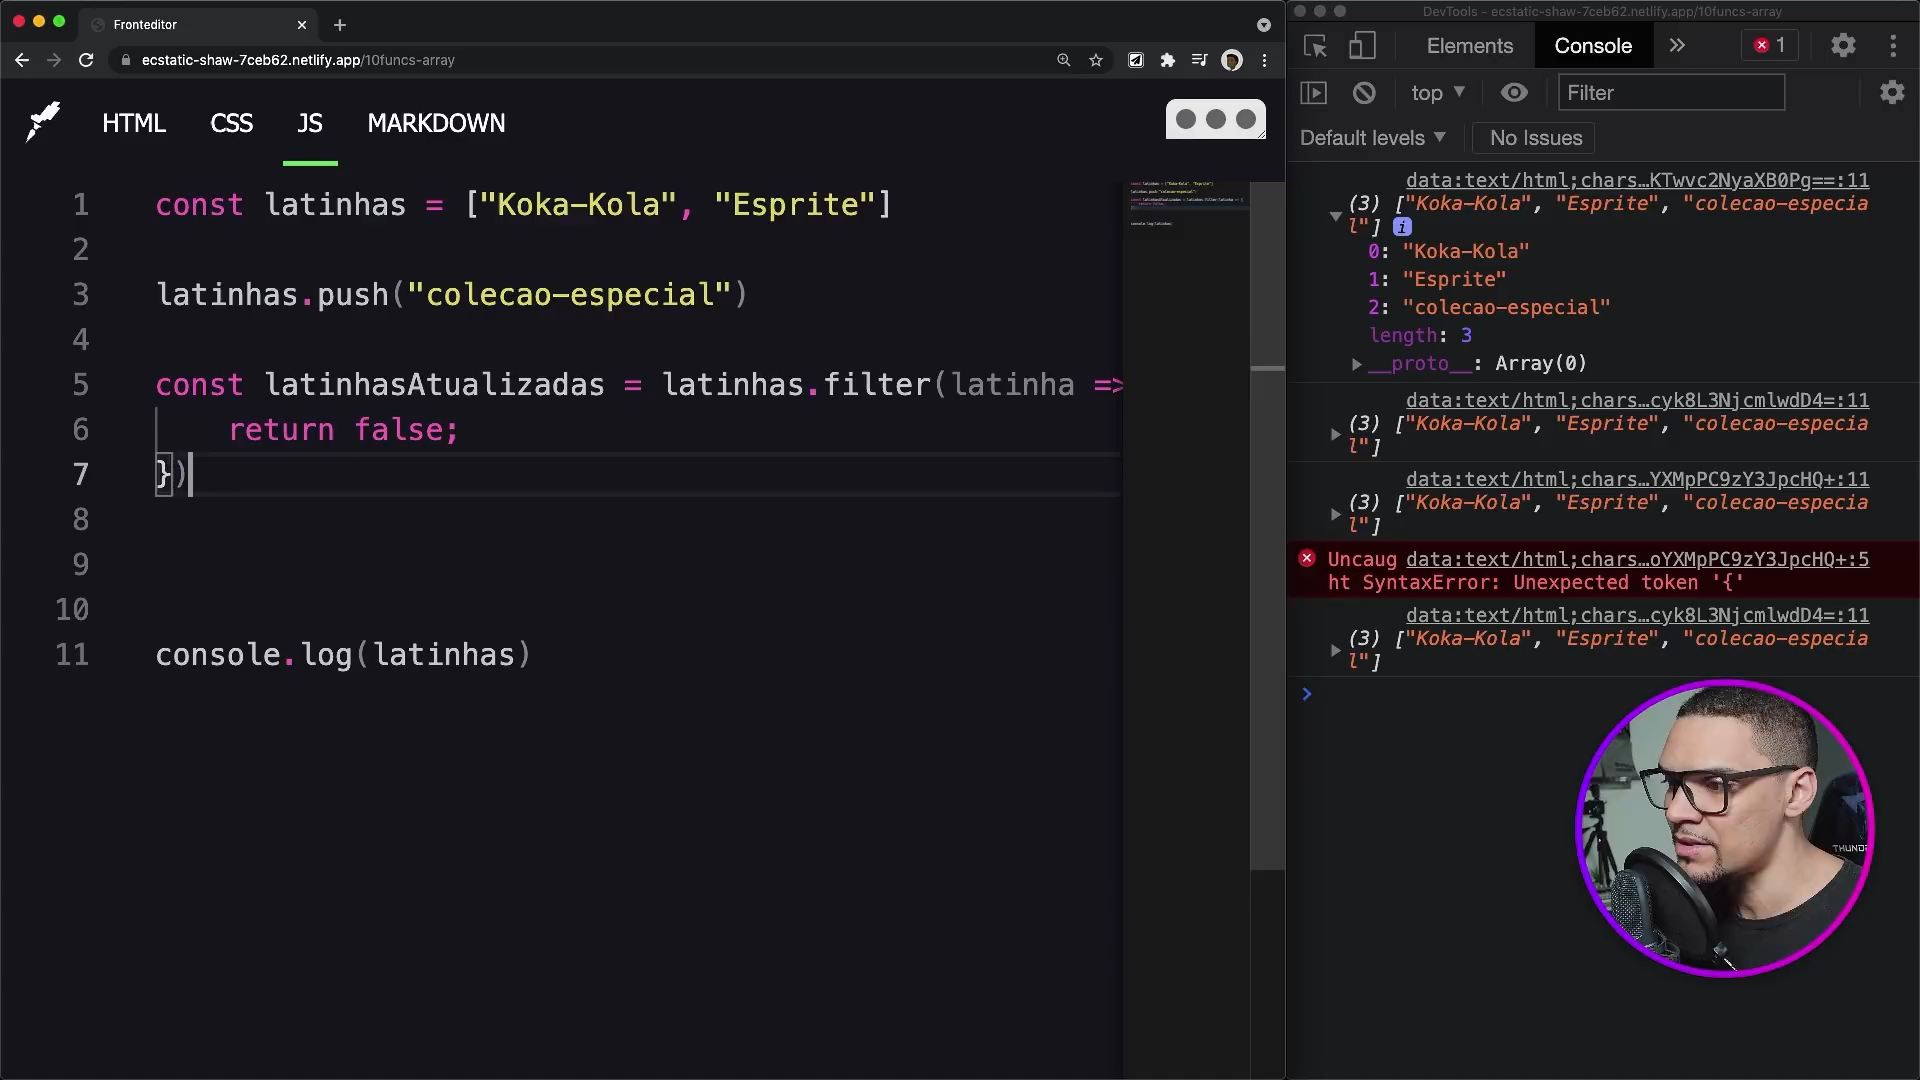 Fronteditor
ecstatic-shaw-7ceb62.netlify.app/10funcs-array
HTML CSS JS MARKDOWN
1 const latinhas = ["Koka-Kola", "Esprite"]
2
3 latinhas.push("colecao-especial")
4
5 const latinhasAtualizadas = latinhas.filter(latinha =>
6 return false;
7 })
8
9
10
11 console.log(latinhas)
DevTools - ecstatic-shaw-7ceb62.netlify.app/10funcs-array
Elements Console » 1
top ▼ Filter
Default levels ▼ No Issues
data:text/html;chars…KTwvc2NyaXB0Pg==:11
(3) ["Koka-Kola", "Esprite", "colecao-especia
l"] i
0: "Koka-Kola"
1: "Esprite"
2: "colecao-especial"
length: 3
__proto__: Array(0)
data:text/html;chars…cyk8L3NjcmlwdD4=:11
(3) ["Koka-Kola", "Esprite", "colecao-especia
l"]
data:text/html;chars…YXMpPC9zY3JpcHQ+:11
(3) ["Koka-Kola", "Esprite", "colecao-especia
l"]
Uncaug data:text/html;chars…oYXMpPC9zY3JpcHQ+:5
ht SyntaxError: Unexpected token '{'
data:text/html;chars…cyk8L3NjcmlwdD4=:11
(3) ["Koka-Kola", "Esprite", "colecao-especia
l"]